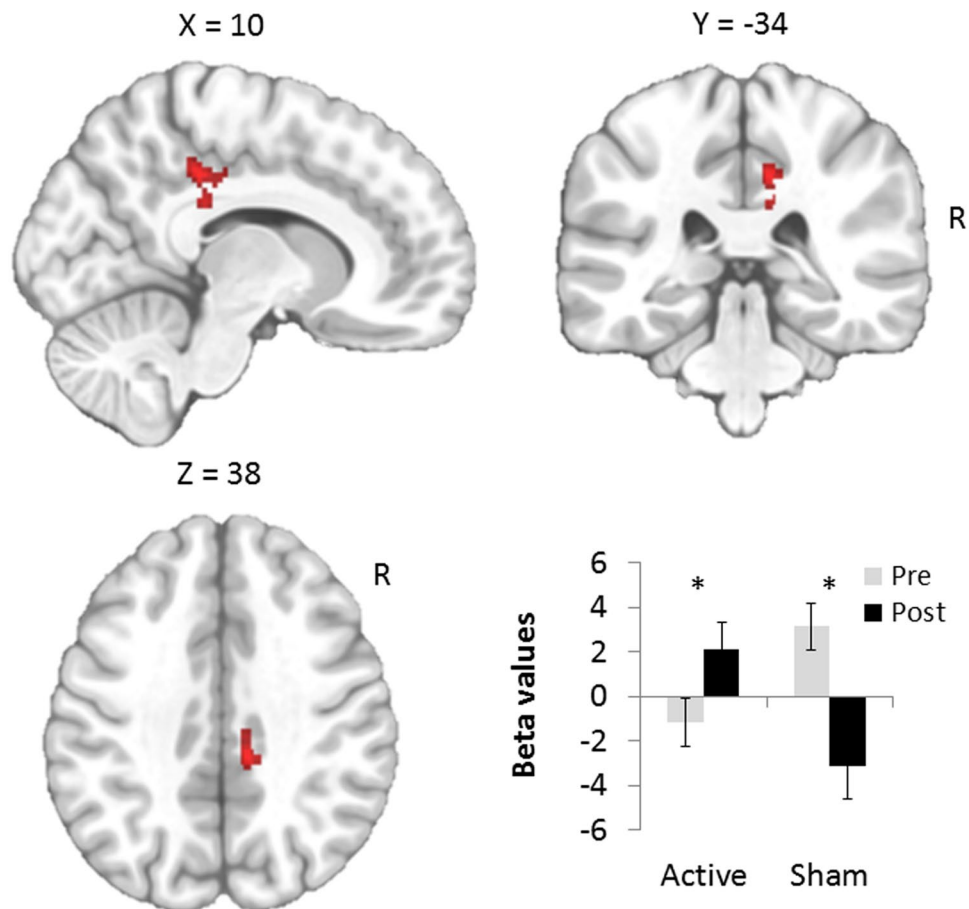 X = 10
Y = -34
R
Z = 38
R
Beta values
6
4
2
0
-2
-4
-6
* *
Pre
Post
Active Sham